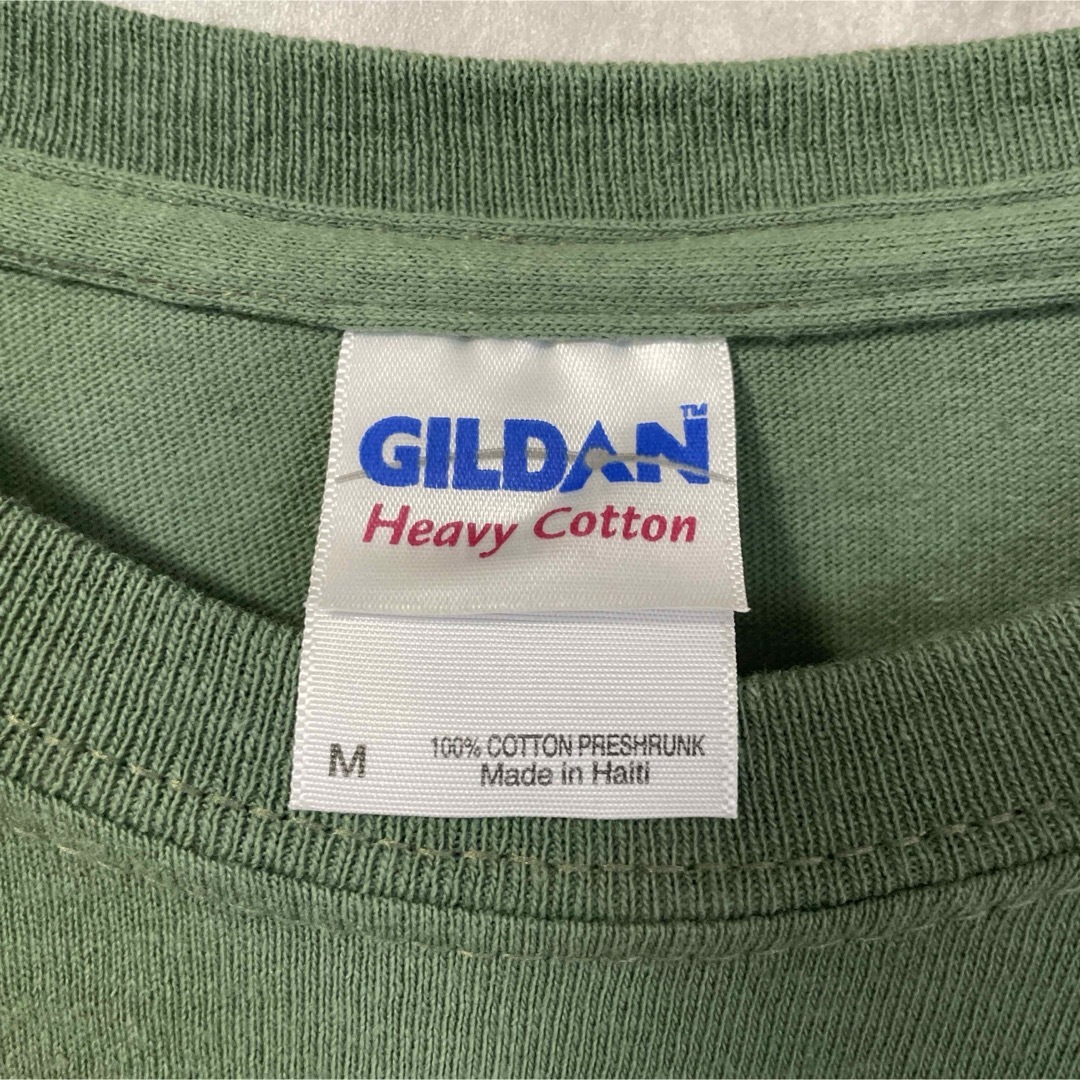 GILDAN™
Heavy Cotton
M 100% COTTON PRESHRUNK
Made in Haiti